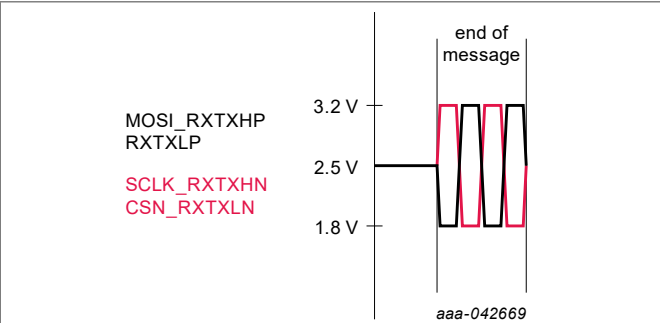 end of
message
3.2 V
MOSI_RXTXHP
RXTXLP
2.5 V
SCLK_RXTXHN
CSN_RXTXLN
1.8 V
aaa-042669